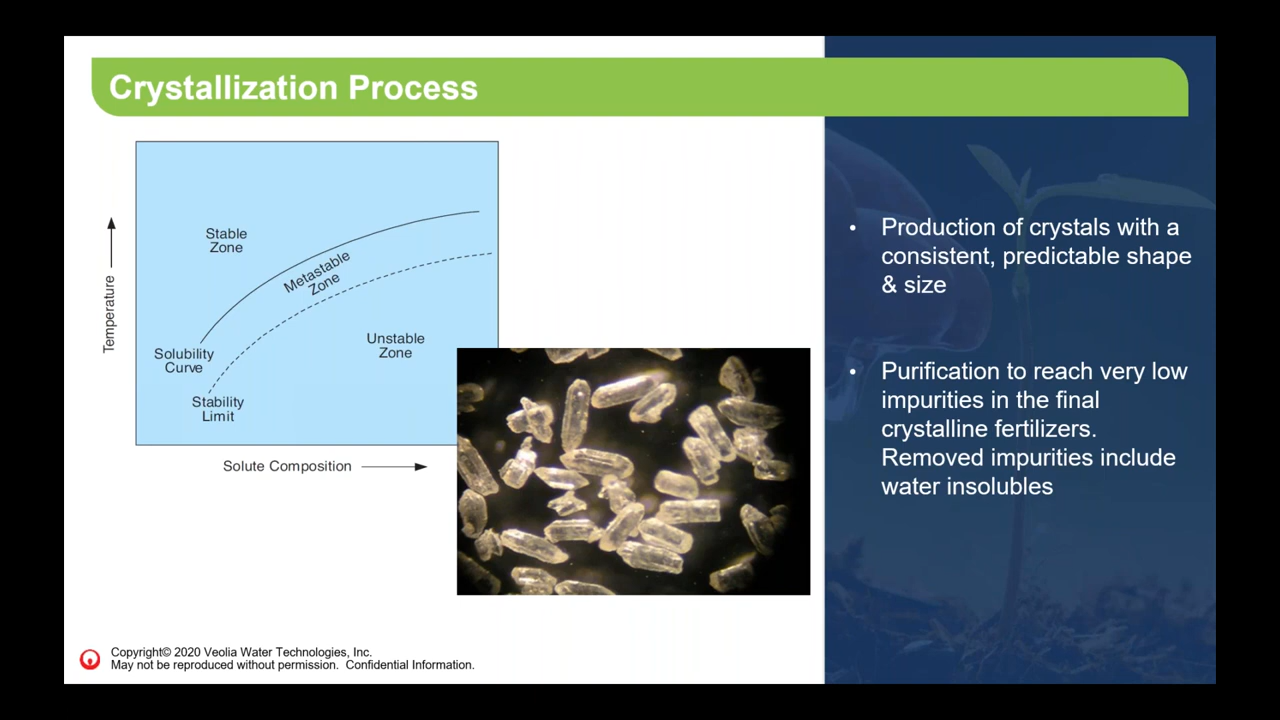 Crystallization Process
Stable
Zone
Metastable
Zone
Unstable
Zone
Solubility
Curve
Stability
Limit
Temperature
Solute Composition
• Production of crystals with a
consistent, predictable shape
& size
• Purification to reach very low
impurities in the final
crystalline fertilizers.
Removed impurities include
water insolubles
Copyright© 2020 Veolia Water Technologies, Inc.
May not be reproduced without permission. Confidential Information.